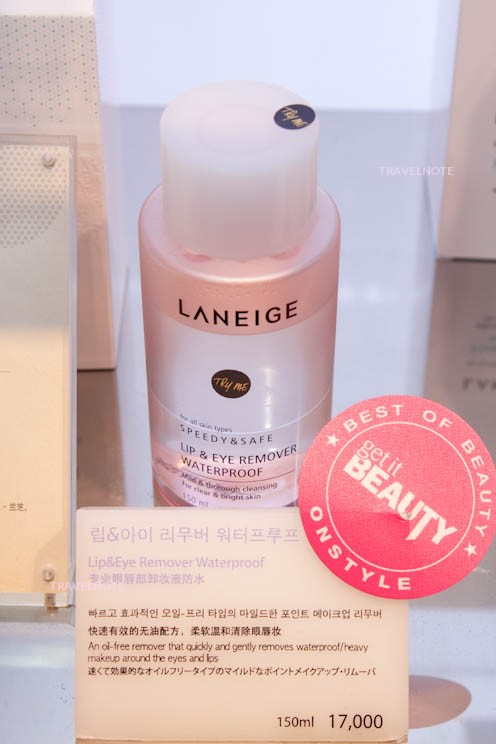 TRY ME
TRAVELNOTE
LANEIGE
TRY ME
for all skin types
SPEEDY&SAFE
LIP & EYE REMOVER
WATERPROOF
Mild & thorough cleansing
For clear & bright skin
150 ml
BEST OF BEAUTY
get it
BEAUTY
ONSTYLE
립&아이 리무버 워터프루프
Lip&Eye Remover Waterproof
专业眼唇部卸妆液防水
TRAVELNOTE
빠르고 효과적인 오일-프리 타입의 마일드한 포인트 메이크업 리무버
快速有效的无油配方，柔软温和清除眼唇妆
An oil-free remover that quickly and gently removes waterproof/heavy
makeup around the eyes and lips
速くて効果的なオイルフリータイプのマイルドなポイントメイクアップ・リムーバ
150ml 17,000
- 兰芝。